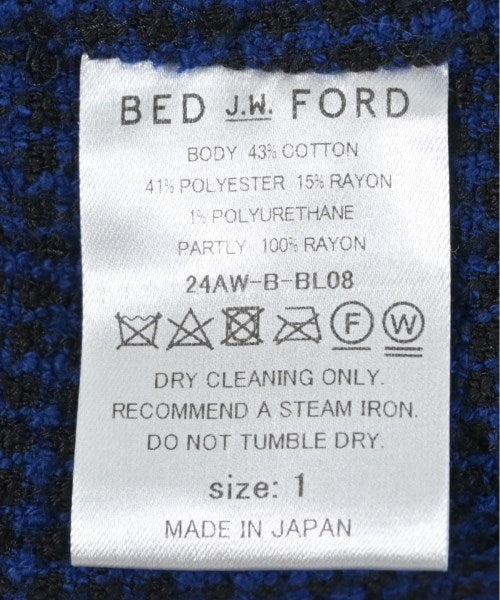 BED J.W. FORD
BODY 43% COTTON
41% POLYESTER 15% RAYON
1% POLYURETHANE
PARTLY 100% RAYON
24AW-B-BL08
F W
DRY CLEANING ONLY.
RECOMMEND A STEAM IRON.
DO NOT TUMBLE DRY.
size: 1
MADE IN JAPAN